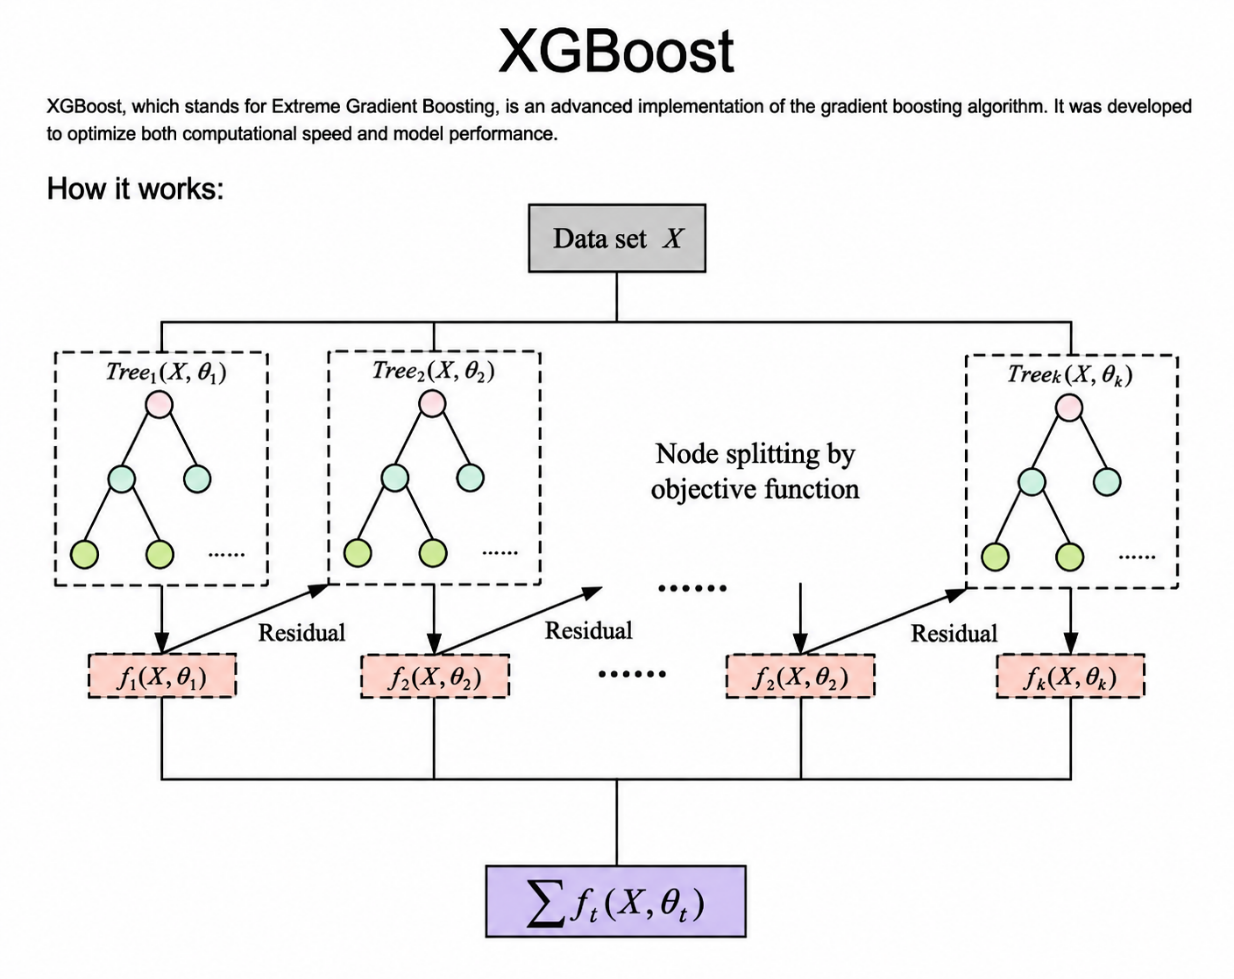 XGBoost
XGBoost, which stands for Extreme Gradient Boosting, is an advanced implementation of the gradient boosting algorithm. It was developed
to optimize both computational speed and model performance.
How it works:
Data set X
Tree₁(X, θ₁)
Tree₂(X, θ₂)
Treek(X, θₖ)
Node splitting by
objective function
......
......
......
......
Residual
Residual
Residual
f₁(X, θ₁)
f₂(X, θ₂)
......
f₂(X, θ₂)
fₖ(X, θₖ)
∑fₜ(X, θₜ)